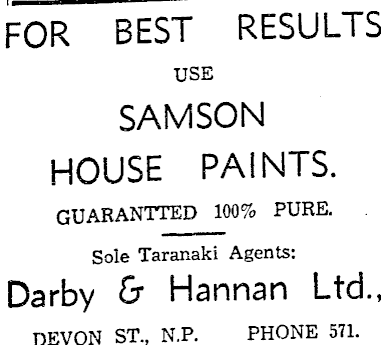 FOR BEST RESULTS
USE
SAMSON
HOUSE PAINTS.
GUARANTTED 100% PURE.
Sole Taranaki Agents:
Darby & Hannan Ltd.,
DEVON ST., N.P. PHONE 571.